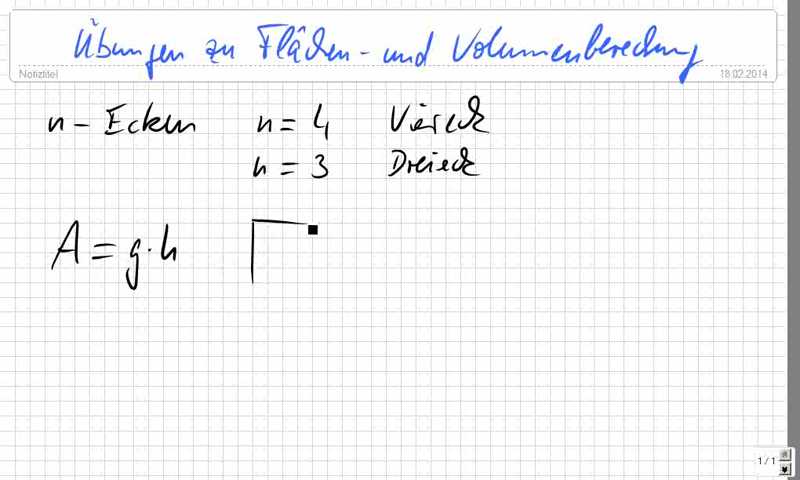 Übungen zu Flächen- und Volumenberechnung
Notiztitel
18.02.2014
n-Ecken n = 4 Viereck
n = 3 Dreieck
A = g·h
1/1